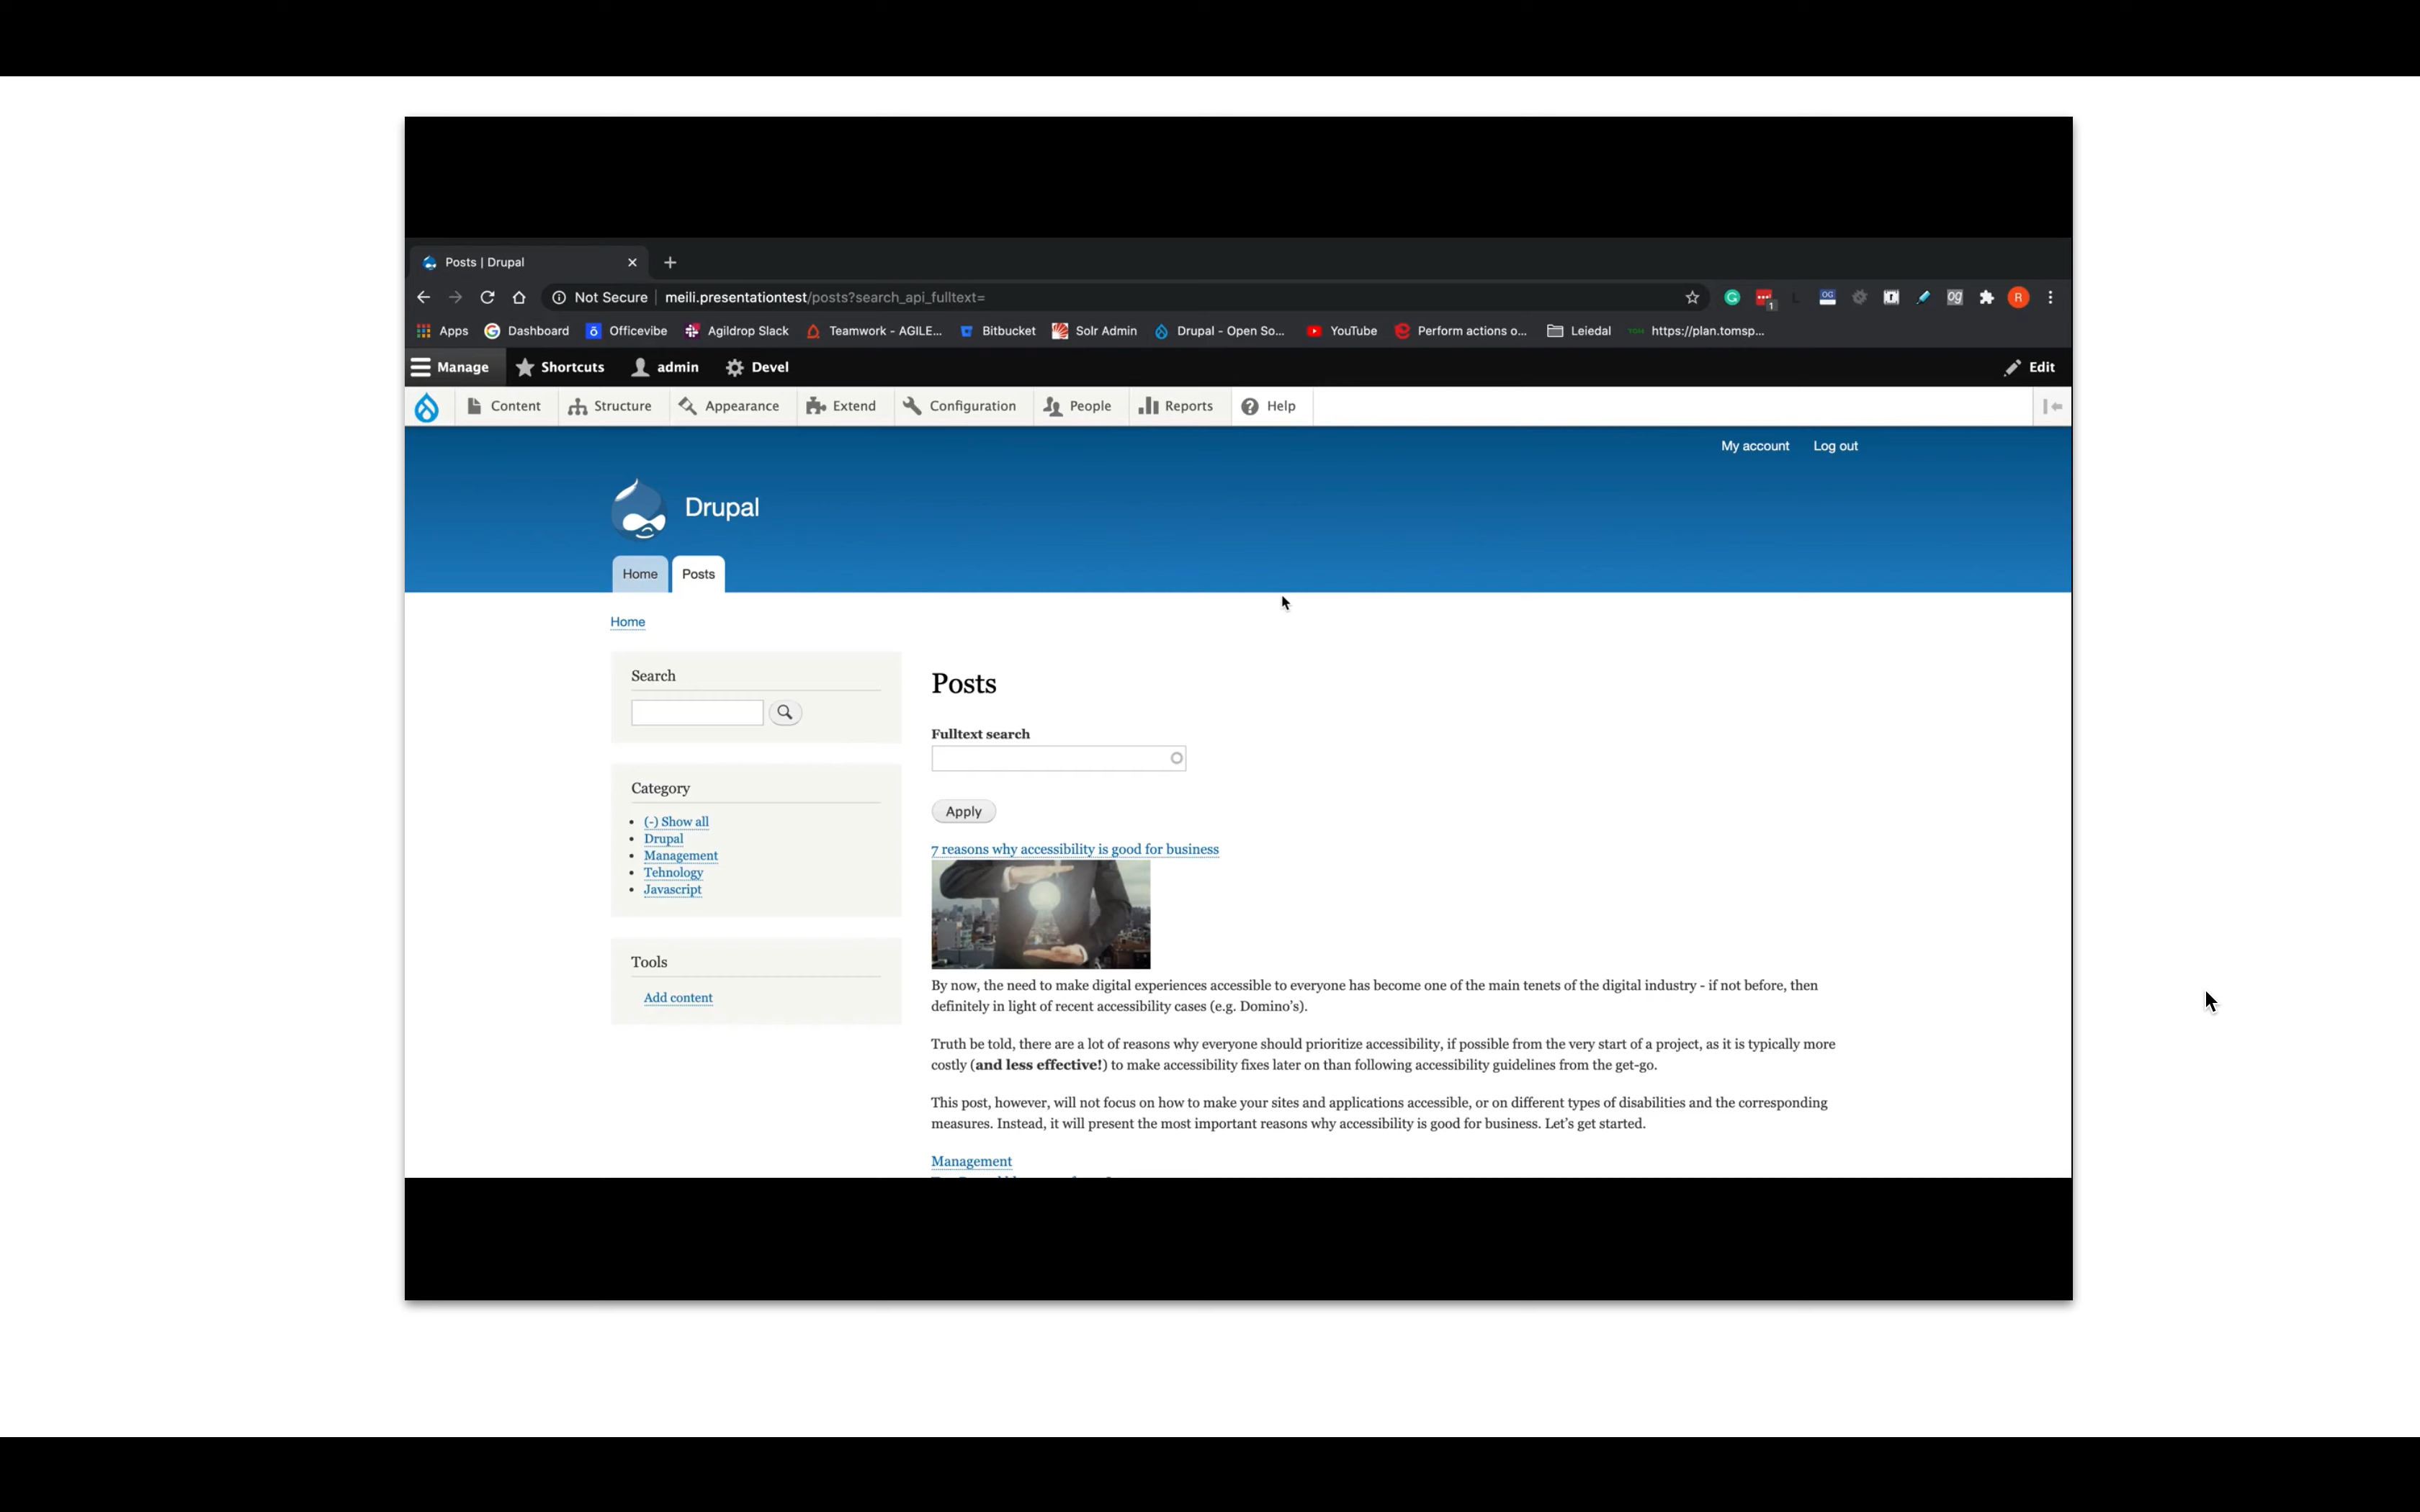 Posts | Drupal
Not Secure | meili.presentationtest/posts?search_api_fulltext=
Apps Dashboard Officevibe Agildrop Slack Teamwork - AGILE... Bitbucket Solr Admin Drupal - Open So... YouTube Perform actions o... Leiedal https://plan.tomsp...
Manage Shortcuts admin Devel Edit
Content Structure Appearance Extend Configuration People Reports Help
My account Log out
Drupal
Home Posts
Home
Search
Category
(-) Show all
Drupal
Management
Tehnology
Javascript
Tools
Add content
Posts
Fulltext search
Apply
7 reasons why accessibility is good for business
By now, the need to make digital experiences accessible to everyone has become one of the main tenets of the digital industry - if not before, then
definitely in light of recent accessibility cases (e.g. Domino’s).
Truth be told, there are a lot of reasons why everyone should prioritize accessibility, if possible from the very start of a project, as it is typically more
costly (and less effective!) to make accessibility fixes later on than following accessibility guidelines from the get-go.
This post, however, will not focus on how to make your sites and applications accessible, or on different types of disabilities and the corresponding
measures. Instead, it will present the most important reasons why accessibility is good for business. Let’s get started.
Management